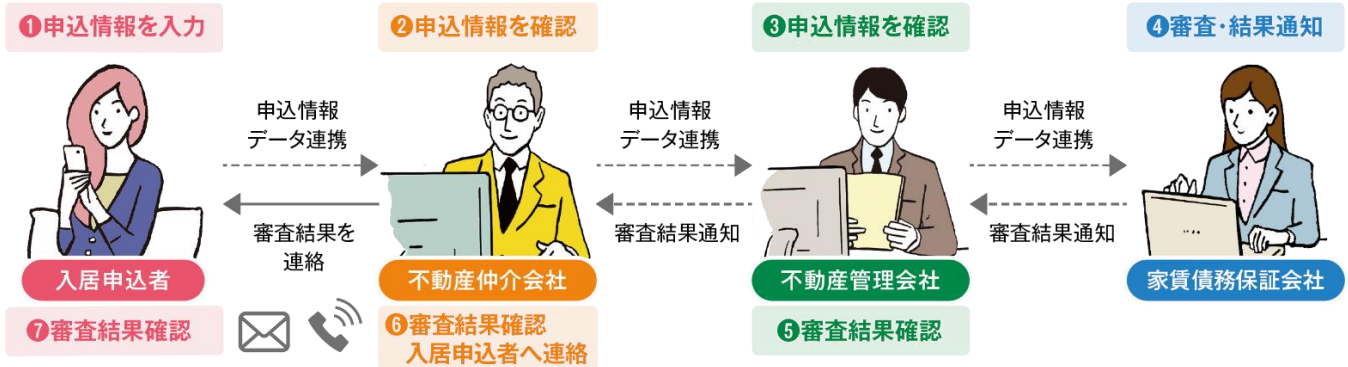 ❶申込情報を入力
❷申込情報を確認
❸申込情報を確認
❹審査・結果通知
申込情報
データ連携
申込情報
データ連携
申込情報
データ連携
審査結果を
連絡
審査結果通知
審査結果通知
入居申込者
不動産仲介会社
不動産管理会社
家賃債務保証会社
❼審査結果確認
❻審査結果確認
入居申込者へ連絡
❺審査結果確認